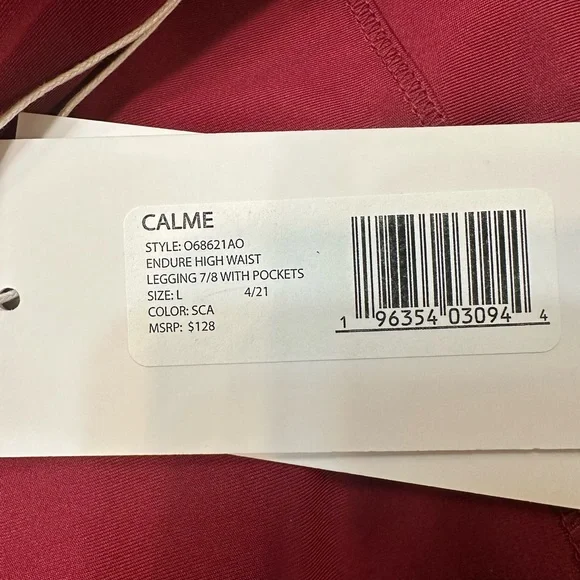 CALME
STYLE: O68621AO
ENDURE HIGH WAIST
LEGGING 7/8 WITH POCKETS
SIZE: L 4/21
COLOR: SCA
MSRP: $128
1 96354 03094 4